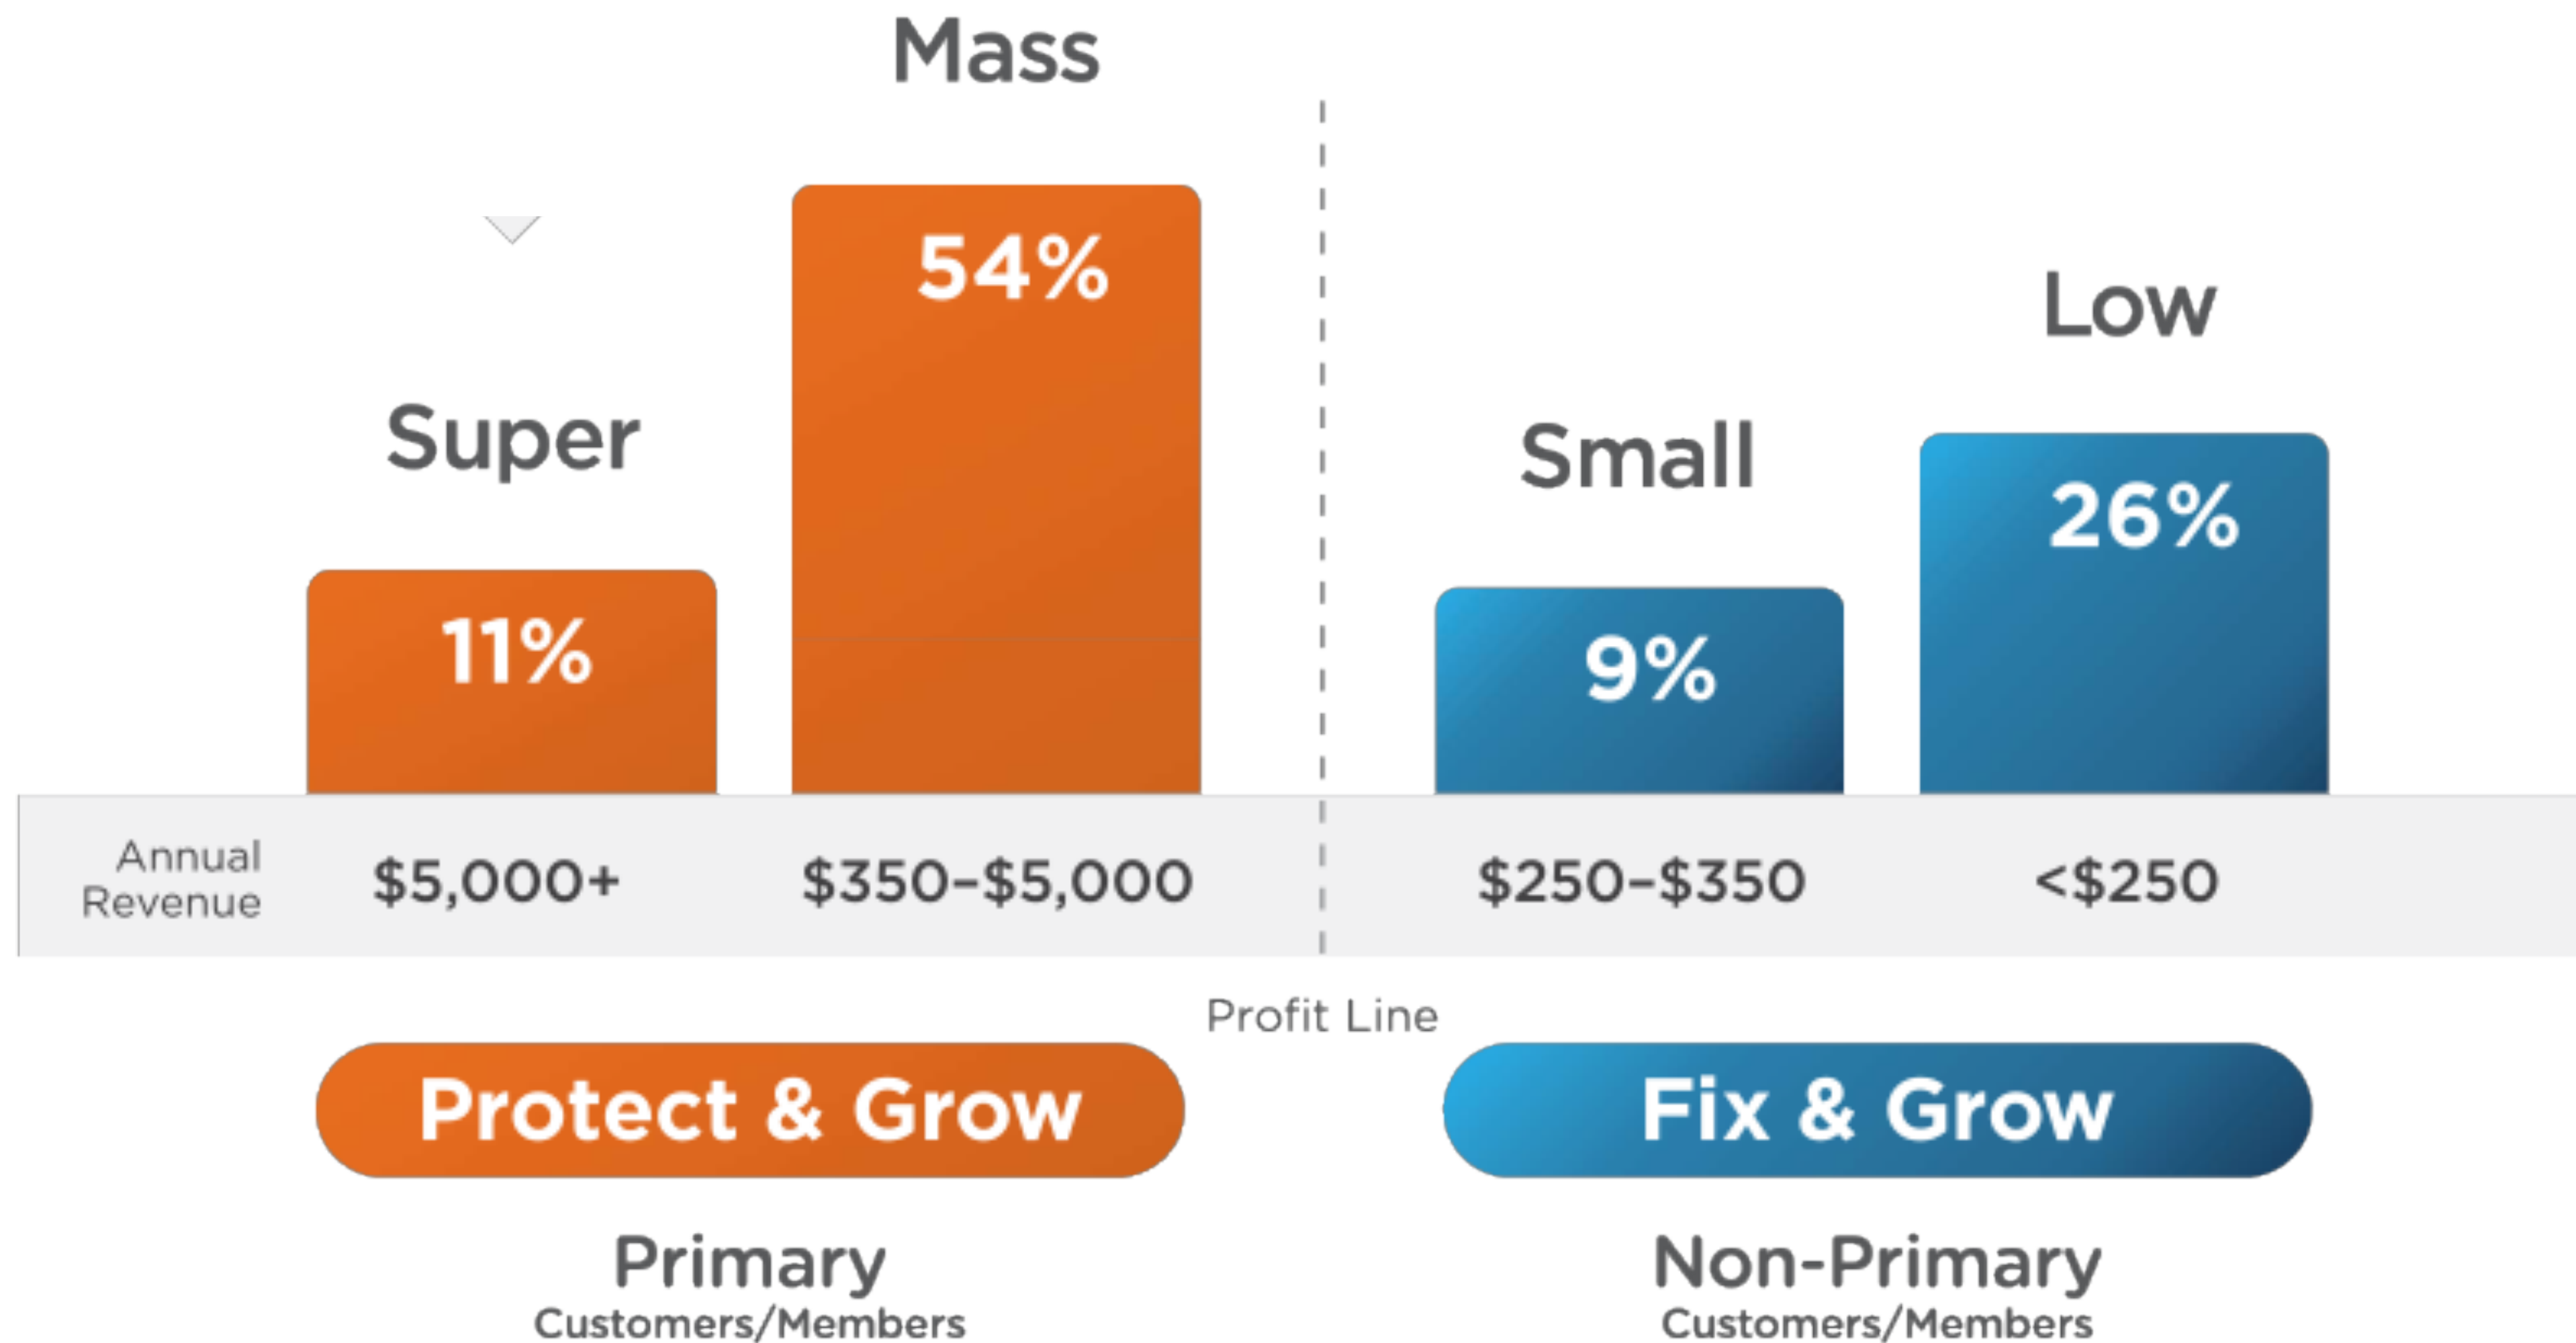 Mass
54%
Super
11%
Low
26%
Small
9%
Annual
Revenue
$5,000+
$350–$5,000
$250–$350
<$250
Profit Line
Protect & Grow
Fix & Grow
Primary
Customers/Members
Non-Primary
Customers/Members